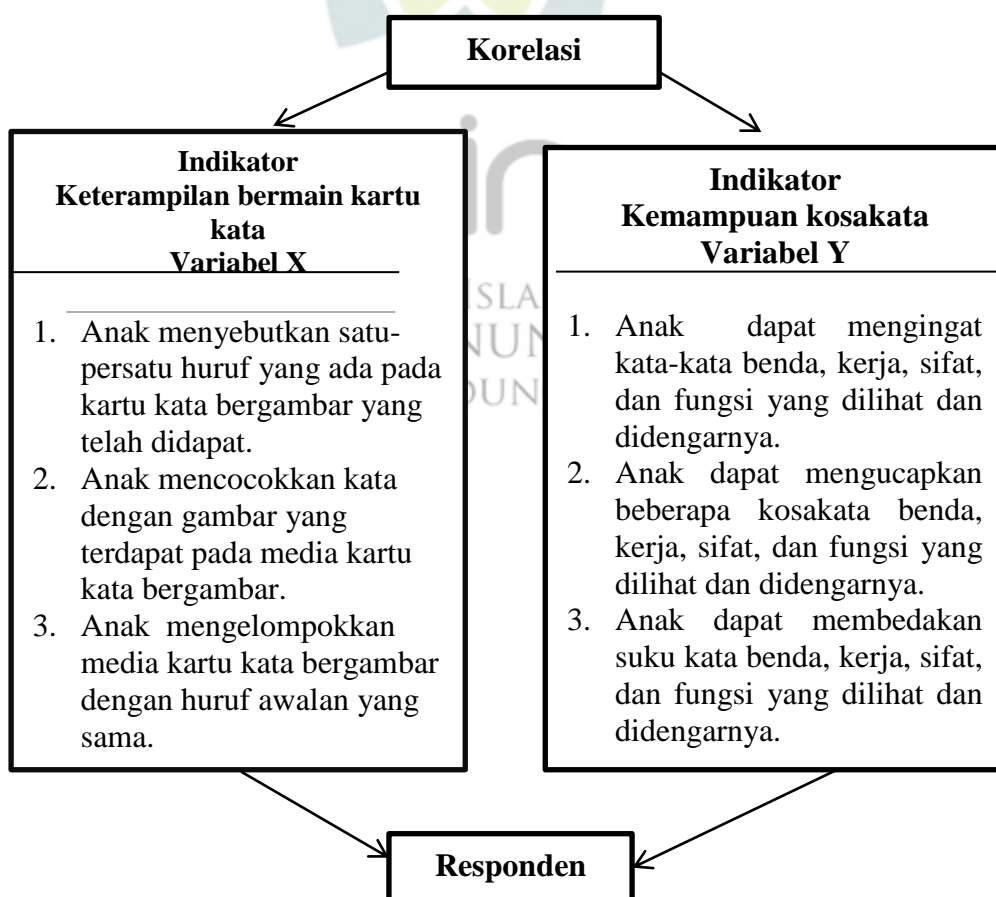 Korelasi
Indikator
Keterampilan bermain kartu
kata
Variabel X
1. Anak menyebutkan satu-
persatu huruf yang ada pada
kartu kata bergambar yang
telah didapat.
2. Anak mencocokkan kata
dengan gambar yang
terdapat pada media kartu
kata bergambar.
3. Anak mengelompokkan
media kartu kata bergambar
dengan huruf awalan yang
sama.
Indikator
Kemampuan kosakata
Variabel Y
1. Anak dapat mengingat
kata-kata benda, kerja, sifat,
dan fungsi yang dilihat dan
didengarnya.
2. Anak dapat mengucapkan
beberapa kosakata benda,
kerja, sifat, dan fungsi yang
dilihat dan didengarnya.
3. Anak dapat membedakan
suku kata benda, kerja, sifat,
dan fungsi yang dilihat dan
didengarnya.
Responden